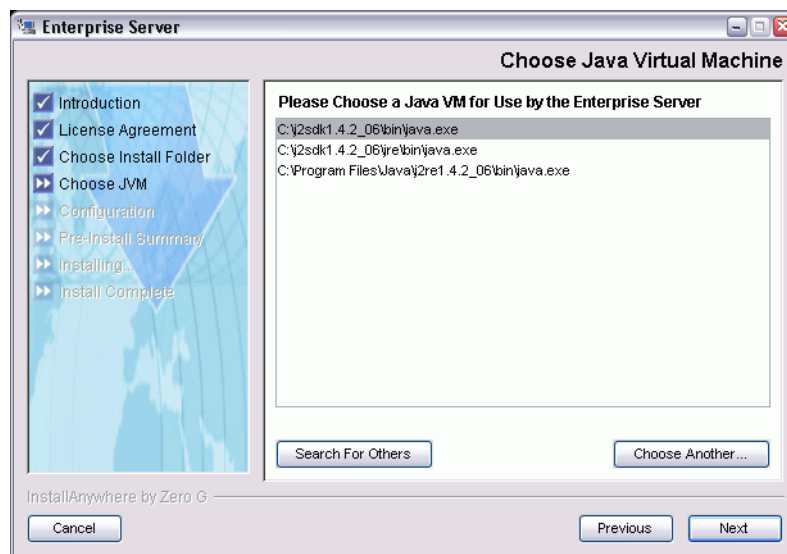 Enterprise Server
Choose Java Virtual Machine
Introduction
License Agreement
Choose Install Folder
Choose JVM
Configuration
Pre-Install Summary
Installing...
Install Complete
Please Choose a Java VM for Use by the Enterprise Server
C:\j2sdk1.4.2_06\bin\java.exe
C:\j2sdk1.4.2_06\jre\bin\java.exe
C:\Program Files\Java\j2re1.4.2_06\bin\java.exe
Search For Others
Choose Another...
InstallAnywhere by Zero G
Cancel
Previous
Next